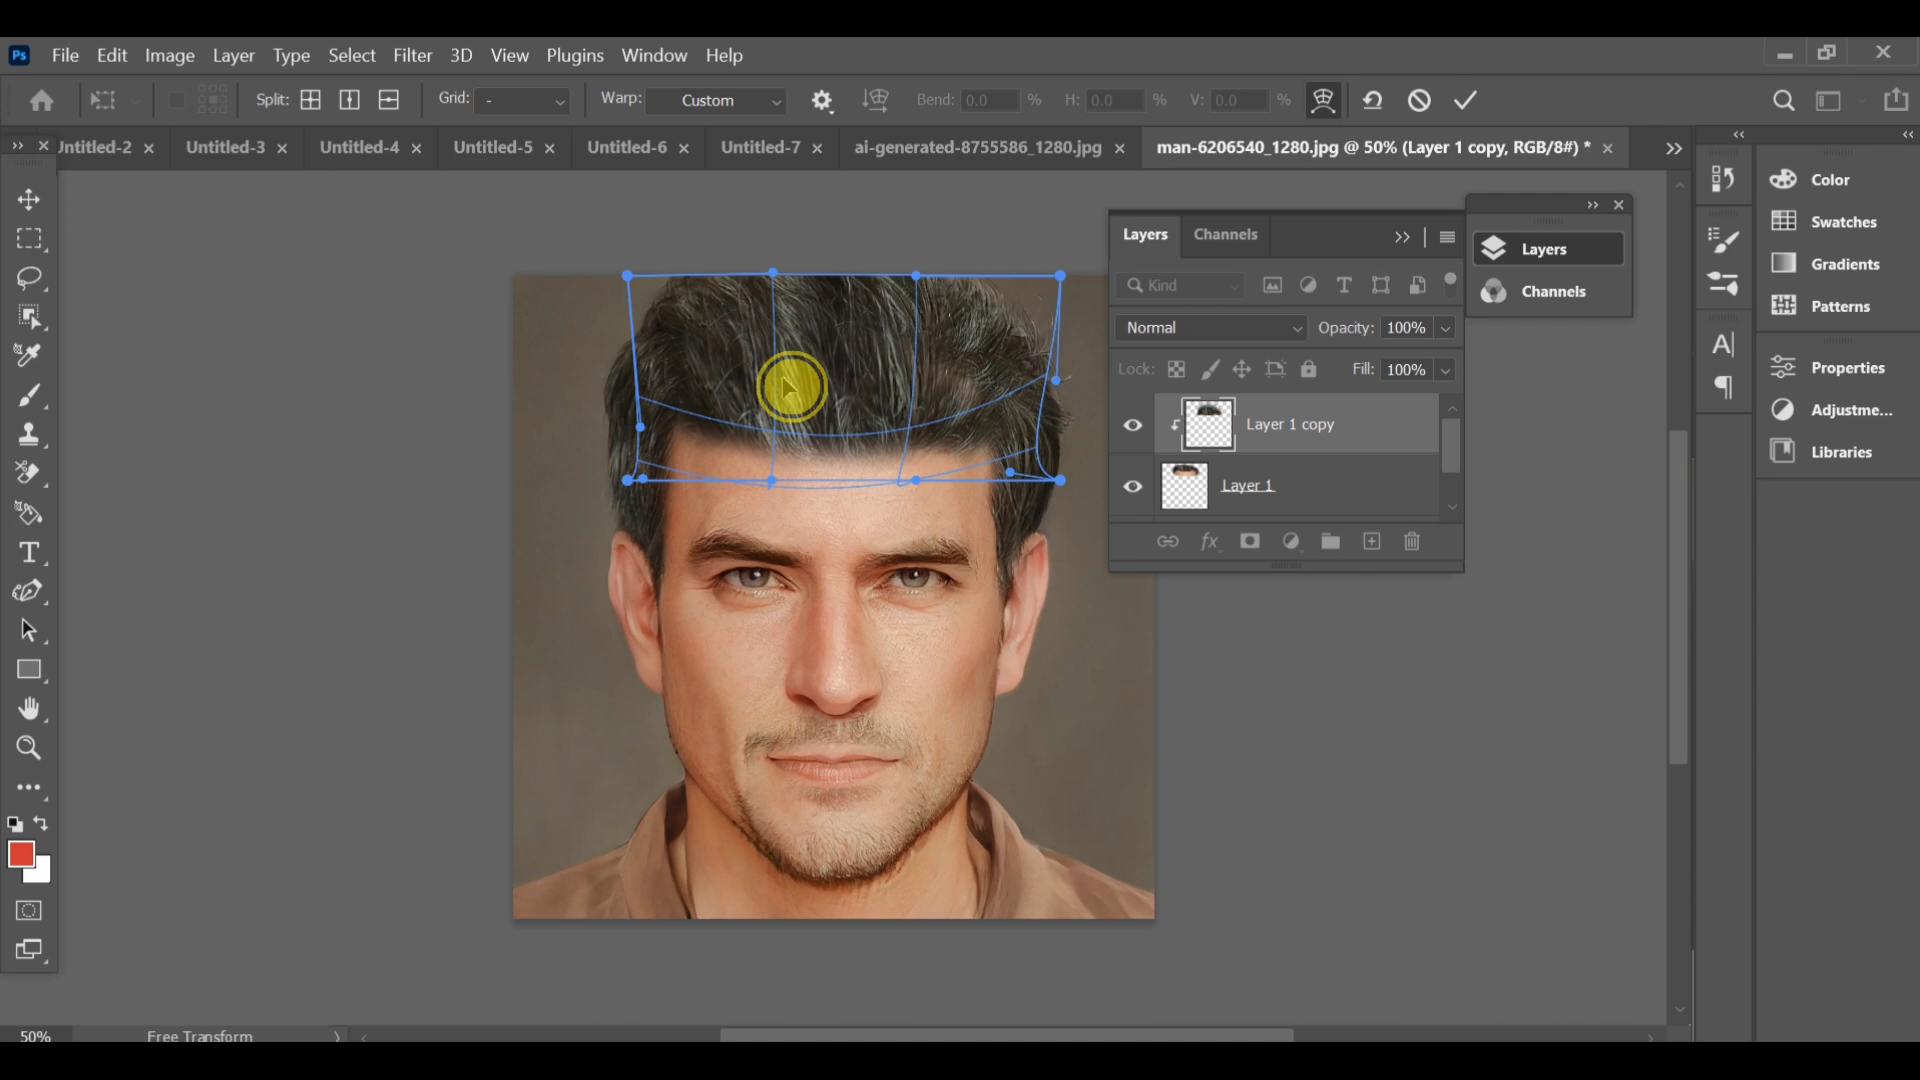 Ps File Edit Image Layer Type Select Filter 3D View Plugins Window Help
Split: Grid: - Warp: Custom Bend: 0.0 % H: 0.0 % V: 0.0 %
Untitled-2 × Untitled-3 × Untitled-4 × Untitled-5 × Untitled-6 × Untitled-7 × ai-generated-8755586_1280.jpg × man-6206540_1280.jpg @ 50% (Layer 1 copy, RGB/8#) * ×
Color
Swatches
Gradients
Patterns
Properties
Adjustme...
Libraries
Layers
Channels
Layers Channels
Kind
Normal Opacity: 100%
Lock: Fill: 100%
Layer 1 copy
Layer 1
fx
50% Free Transform